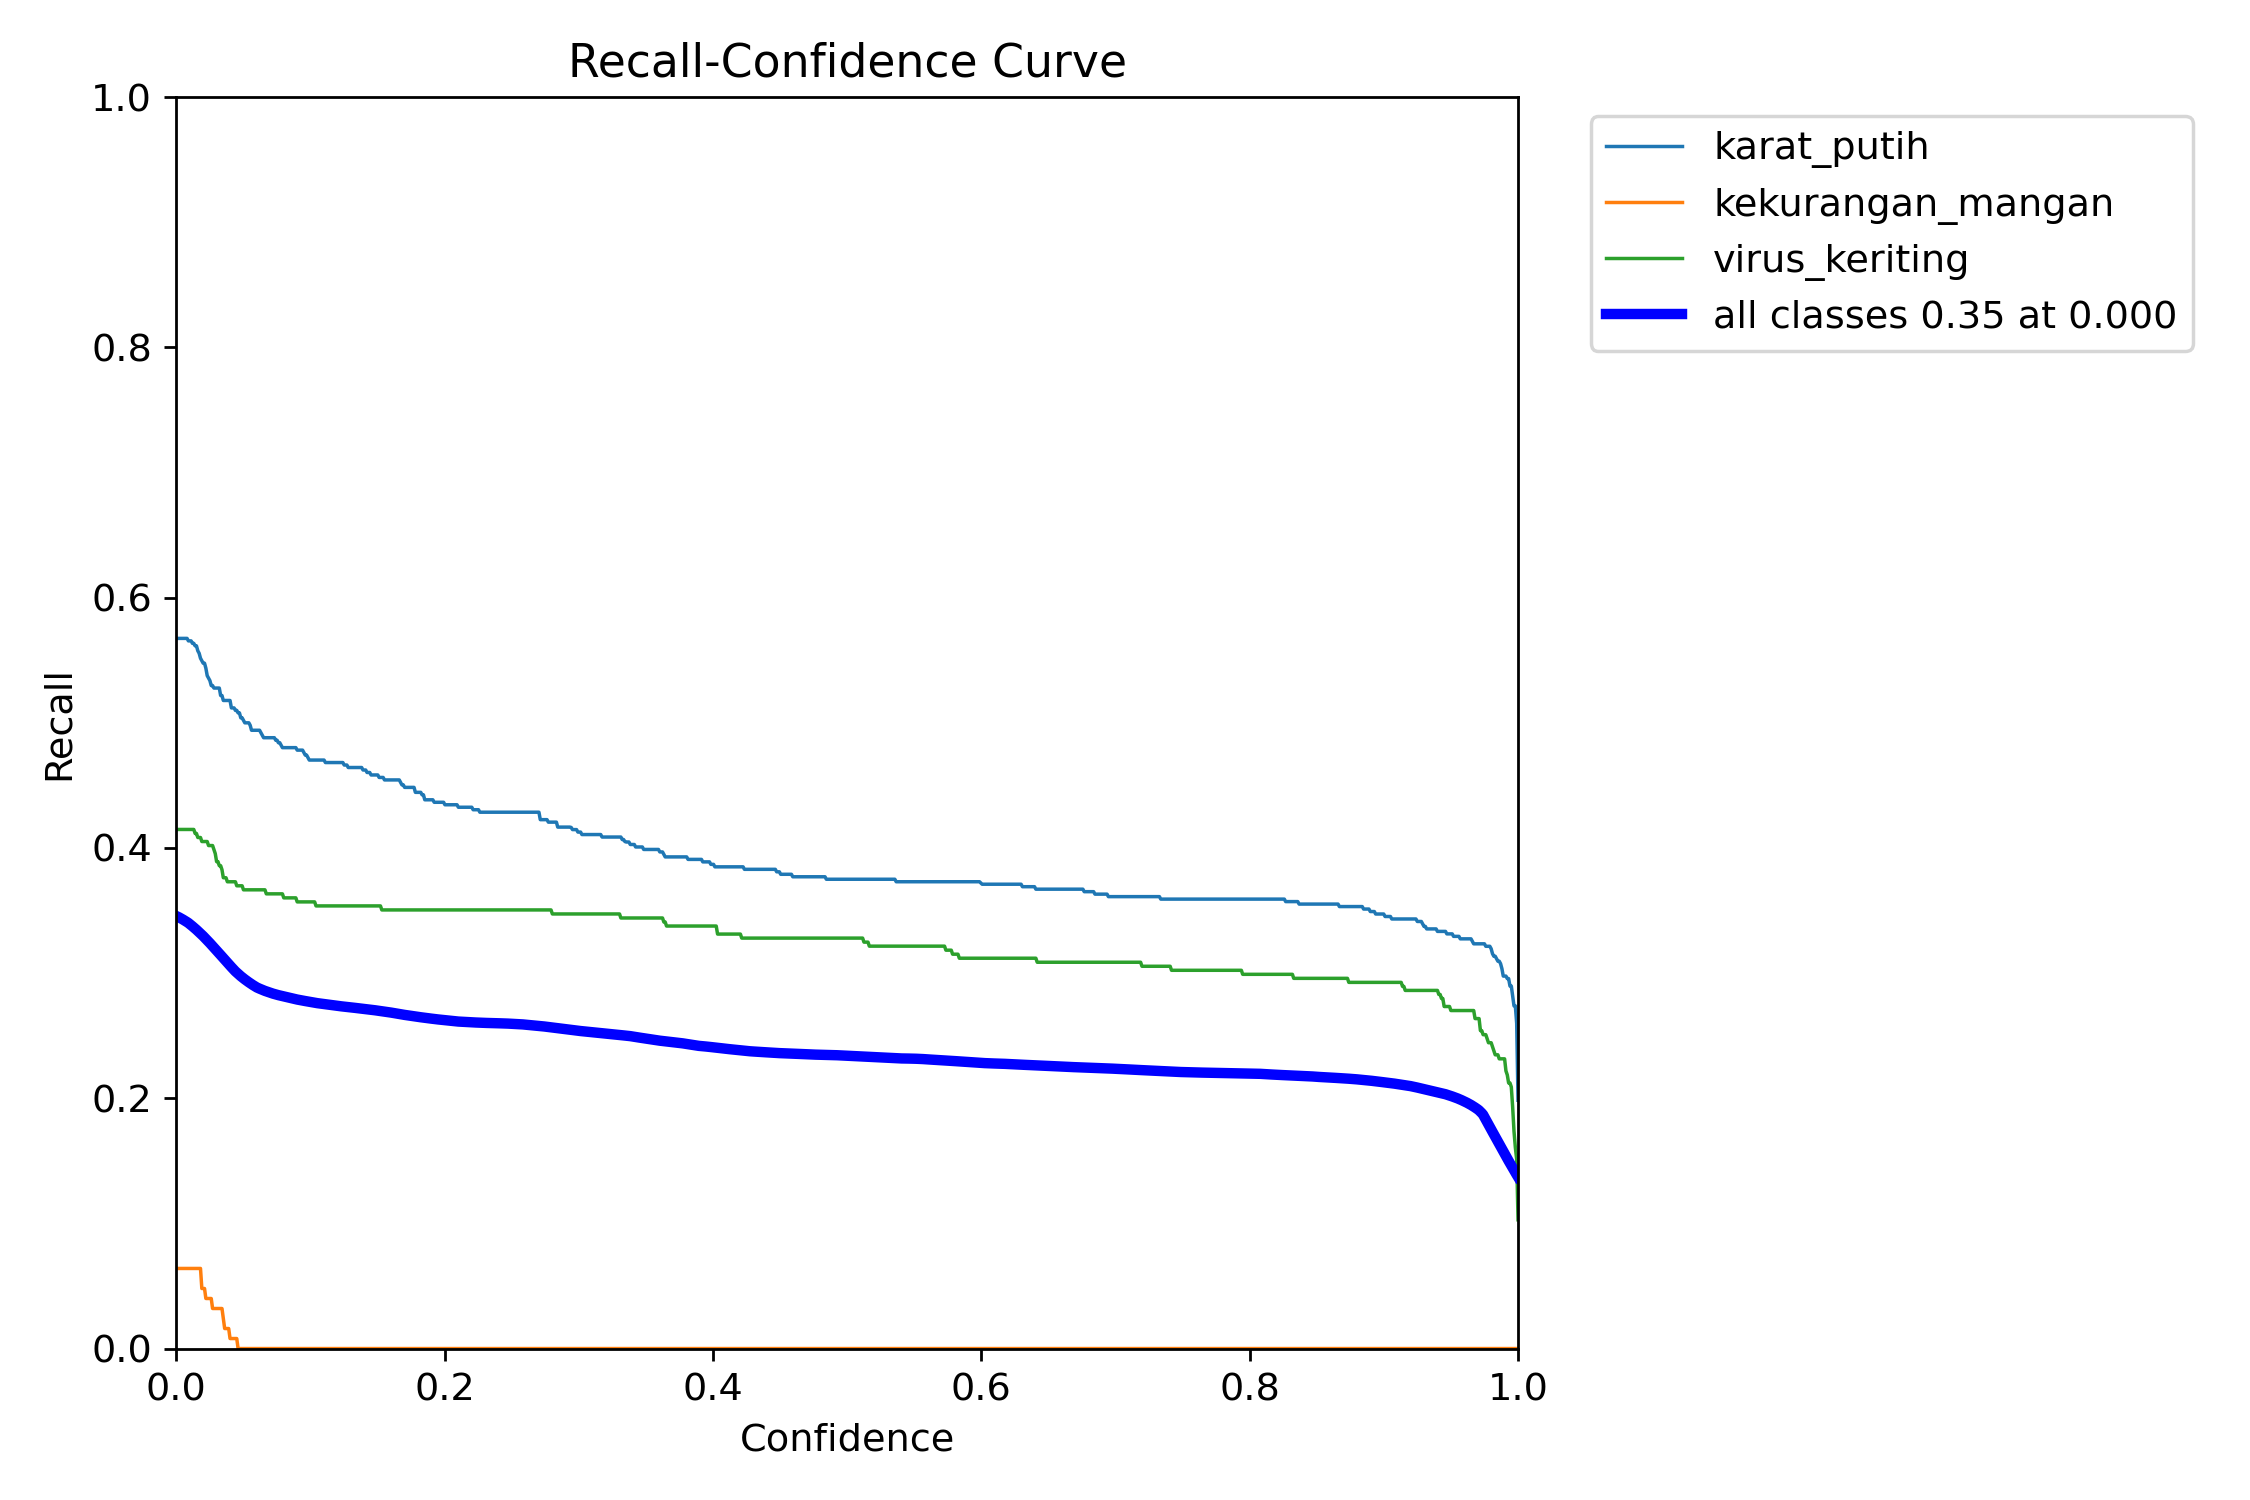 Recall-Confidence Curve
1.0
0.8
0.6
0.4
0.2
0.0
Recall
0.0 0.2 0.4 0.6 0.8 1.0
Confidence
karat_putih
kekurangan_mangan
virus_keriting
all classes 0.35 at 0.000